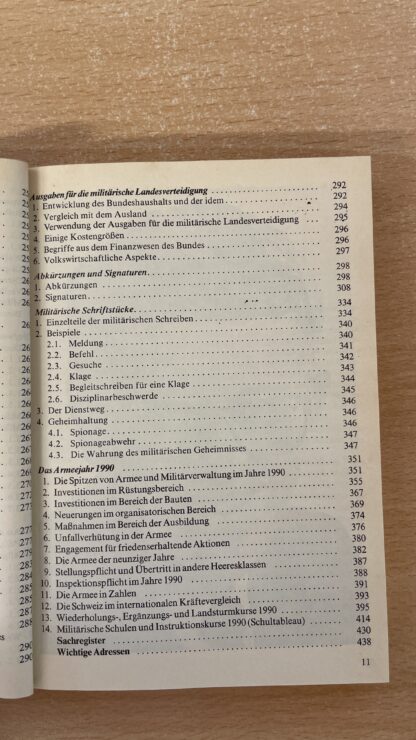 Ausgaben für die militärische Landesverteidigung 292
1. Entwicklung des Bundeshaushalts und der idem 292
2. Vergleich mit dem Ausland 294
3. Verwendung der Ausgaben für die militärische Landesverteidigung 295
4. Einige Kostengrößen 296
5. Begriffe aus dem Finanzwesen des Bundes 296
6. Volkswirtschaftliche Aspekte 297
Abkürzungen und Signaturen 298
1. Abkürzungen 298
2. Signaturen 308
Militärische Schriftstücke 334
1. Einzelteile der militärischen Schreiben 334
2. Beispiele 340
2.1. Meldung 340
2.2. Befehl 341
2.3. Gesuche 342
2.4. Klage 343
2.5. Begleitschreiben für eine Klage 344
2.6. Disziplinarbeschwerde 345
3. Der Dienstweg 346
4. Geheimhaltung 346
4.1. Spionage 346
4.2. Spionageabwehr 347
4.3. Die Wahrung des militärischen Geheimnisses 347
Das Armeejahr 1990 351
1. Die Spitzen von Armee und Militärverwaltung im Jahre 1990 351
2. Investitionen im Rüstungsbereich 355
3. Investitionen im Bereich der Bauten 367
4. Neuerungen im organisatorischen Bereich 369
5. Maßnahmen im Bereich der Ausbildung 374
6. Unfallverhütung in der Armee 376
7. Engagement für friedenserhaltende Aktionen 380
8. Die Armee der neunziger Jahre 382
9. Stellungspflicht und Übertritt in andere Heeresklassen 387
10. Inspektionspflicht im Jahre 1990 388
11. Die Armee in Zahlen 391
12. Die Schweiz im internationalen Kräftevergleich 393
13. Wiederholungs-, Ergänzungs- und Landsturmkurse 1990 395
14. Militärische Schulen und Instruktionskurse 1990 (Schultableau) 414
Sachregister 430
Wichtige Adressen 438
11